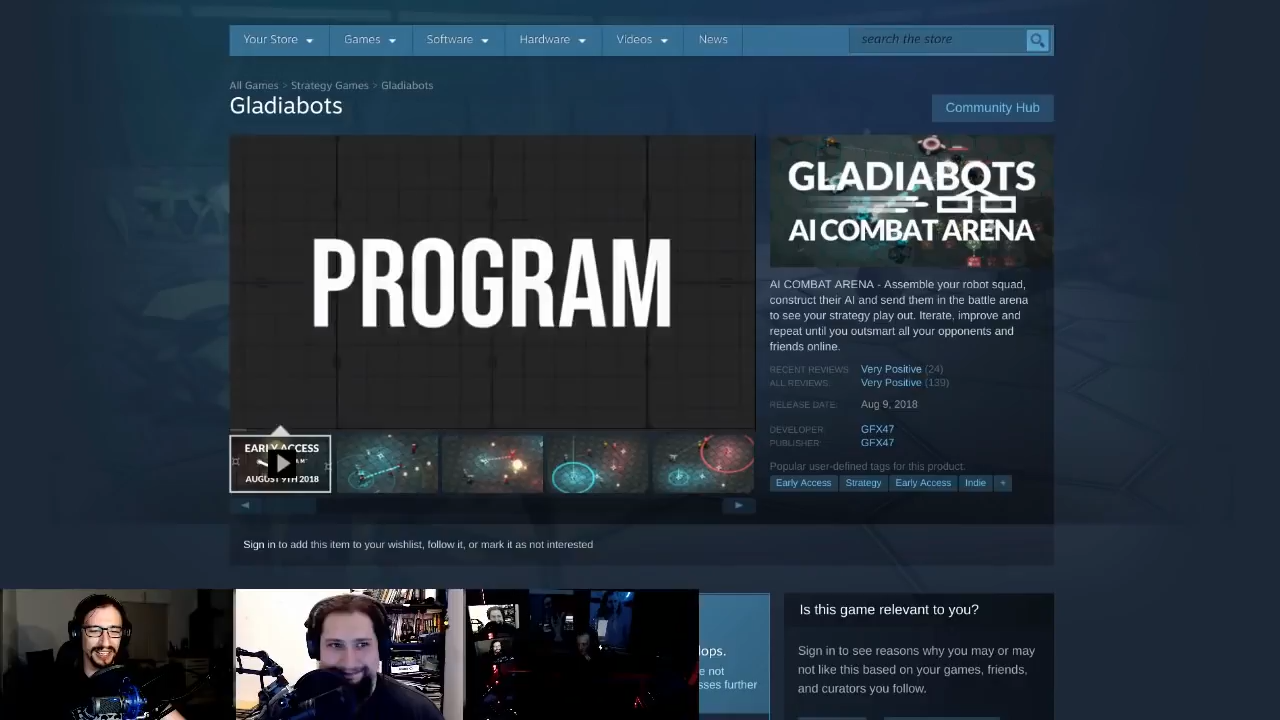 Your Store
Games
Software
Hardware
Videos
News
search the store
All Games > Strategy Games > Gladiabots
Gladiabots
Community Hub
PROGRAM
GLADIABOTS
AI COMBAT ARENA
AI COMBAT ARENA - Assemble your robot squad,
construct their AI and send them in the battle arena
to see your strategy play out. Iterate, improve and
repeat until you outsmart all your opponents and
friends online.
RECENT REVIEWS: Very Positive (24)
ALL REVIEWS: Very Positive (139)
RELEASE DATE: Aug 9, 2018
DEVELOPER: GFX47
PUBLISHER: GFX47
Popular user-defined tags for this product:
Early Access
Strategy
Early Access
Indie
+
EARLY ACCESS
AUGUST 9TH 2018
Sign in to add this item to your wishlist, follow it, or mark it as not interested
lops.
e not
sses further
Is this game relevant to you?
Sign in to see reasons why you may or may
not like this based on your games, friends,
and curators you follow.